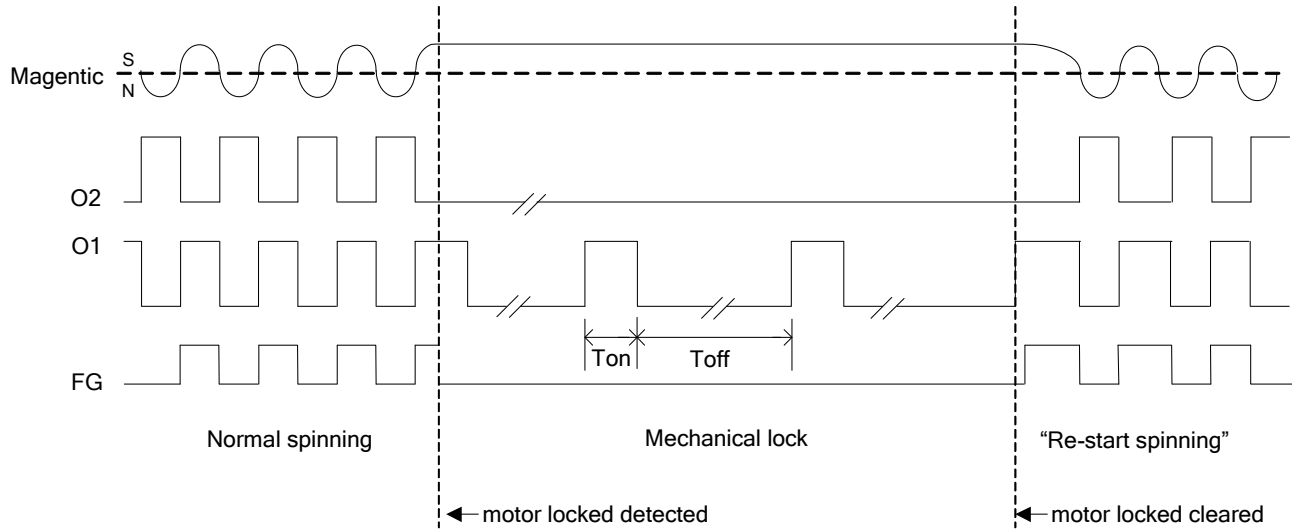 S
Magentic
N
O2
O1
Ton
Toff
FG
Normal spinning
Mechanical lock
“Re-start spinning”
motor locked detected
motor locked cleared